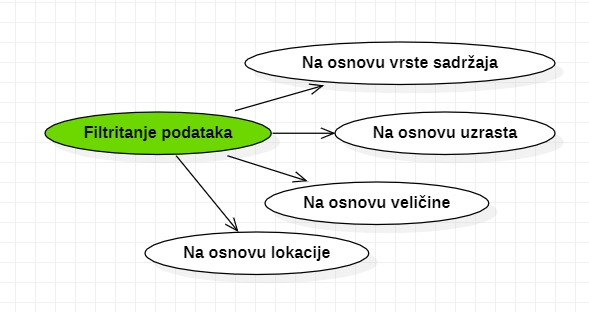 Na osnovu vrste sadržaja
Filtritanje podataka
Na osnovu uzrasta
Na osnovu veličine
Na osnovu lokacije